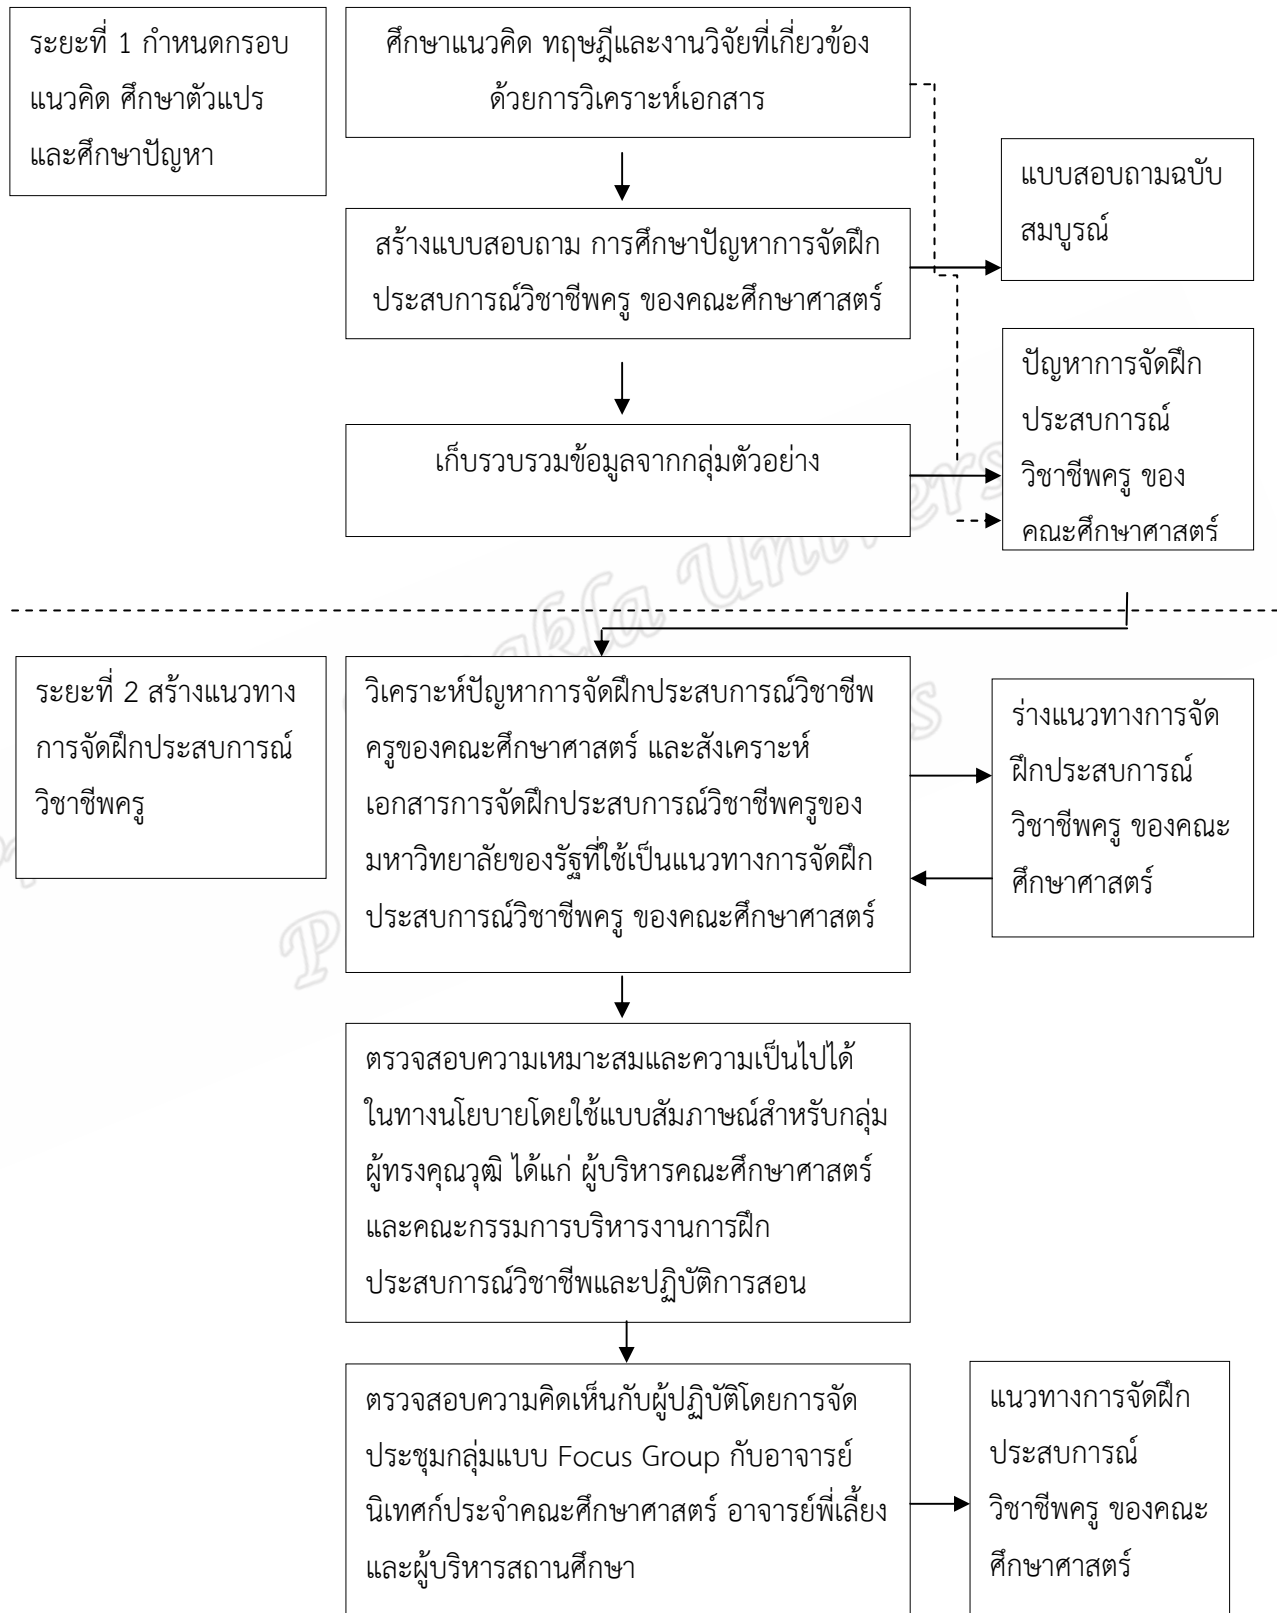 ระยะที่ 1 กำหนดกรอบ
แนวคิด ศึกษาตัวแปร
และศึกษาปัญหา
ศึกษาแนวคิด ทฤษฎีและงานวิจัยที่เกี่ยวข้อง
ด้วยการวิเคราะห์เอกสาร
สร้างแบบสอบถาม การศึกษาปัญหาการจัดฝึก
ประสบการณ์วิชาชีพครู ของคณะศึกษาศาสตร์
แบบสอบถามฉบับ
สมบูรณ์
เก็บรวบรวมข้อมูลจากกลุ่มตัวอย่าง
ปัญหาการจัดฝึก
ประสบการณ์
วิชาชีพครู ของ
คณะศึกษาศาสตร์
ระยะที่ 2 สร้างแนวทาง
การจัดฝึกประสบการณ์
วิชาชีพครู
วิเคราะห์ปัญหาการจัดฝึกประสบการณ์วิชาชีพ
ครูของคณะศึกษาศาสตร์ และสังเคราะห์
เอกสารการจัดฝึกประสบการณ์วิชาชีพครูของ
มหาวิทยาลัยของรัฐที่ใช้เป็นแนวทางการจัดฝึก
ประสบการณ์วิชาชีพครู ของคณะศึกษาศาสตร์
ร่างแนวทางการจัด
ฝึกประสบการณ์
วิชาชีพครู ของคณะ
ศึกษาศาสตร์
ตรวจสอบความเหมาะสมและความเป็นไปได้
ในทางนโยบายโดยใช้แบบสัมภาษณ์สำหรับกลุ่ม
ผู้ทรงคุณวุฒิ ได้แก่ ผู้บริหารคณะศึกษาศาสตร์
และคณะกรรมการบริหารงานการฝึก
ประสบการณ์วิชาชีพและปฏิบัติการสอน
ตรวจสอบความคิดเห็นกับผู้ปฏิบัติโดยการจัด
ประชุมกลุ่มแบบ Focus Group กับอาจารย์
นิเทศก์ประจำคณะศึกษาศาสตร์ อาจารย์พี่เลี้ยง
และผู้บริหารสถานศึกษา
แนวทางการจัดฝึก
ประสบการณ์
วิชาชีพครู ของคณะ
ศึกษาศาสตร์